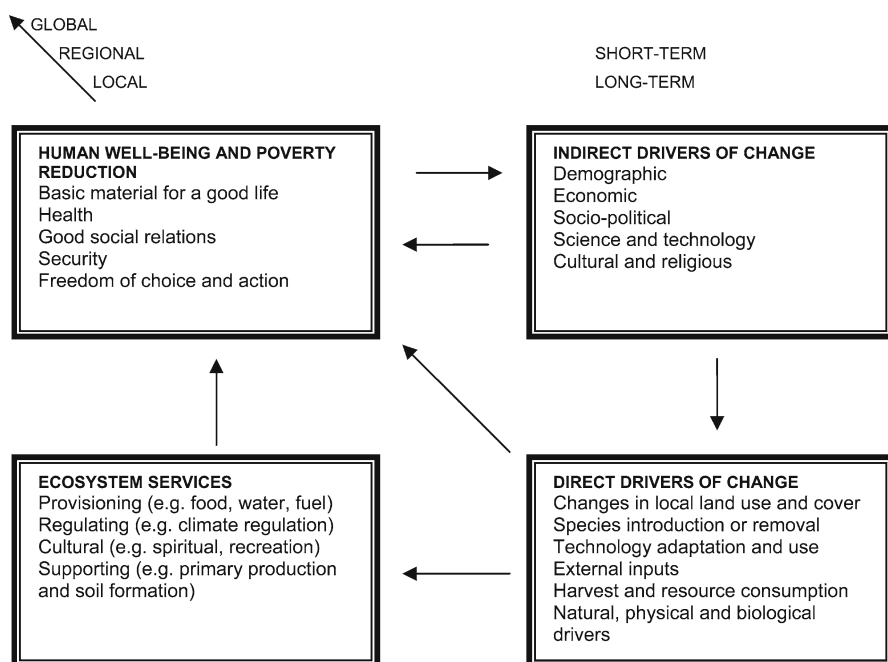 GLOBAL
REGIONAL
LOCAL
SHORT-TERM
LONG-TERM
HUMAN WELL-BEING AND POVERTY
REDUCTION
Basic material for a good life
Health
Good social relations
Security
Freedom of choice and action
INDIRECT DRIVERS OF CHANGE
Demographic
Economic
Socio-political
Science and technology
Cultural and religious
ECOSYSTEM SERVICES
Provisioning (e.g. food, water, fuel)
Regulating (e.g. climate regulation)
Cultural (e.g. spiritual, recreation)
Supporting (e.g. primary production
and soil formation)
DIRECT DRIVERS OF CHANGE
Changes in local land use and cover
Species introduction or removal
Technology adaptation and use
External inputs
Harvest and resource consumption
Natural, physical and biological
drivers